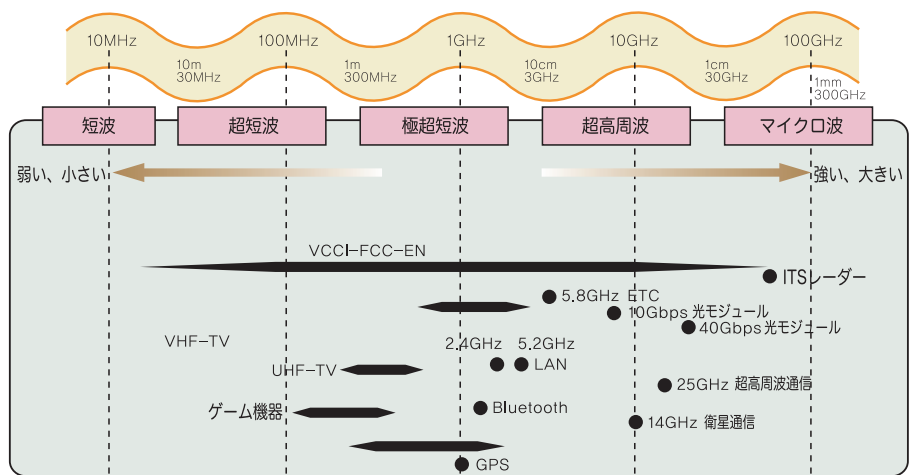 10MHz
100MHz
1GHz
10GHz
100GHz
10m
30MHz
1m
300MHz
10cm
3GHz
1cm
30GHz
1mm
300GHz
短波
超短波
極超短波
超高周波
マイクロ波
弱い、小さい
強い、大きい
VCCI-FCC-EN
ITSレーダー
5.8GHz ETC
10Gbps 光モジュール
40Gbps 光モジュール
VHF-TV
2.4GHz
5.2GHz
UHF-TV
LAN
25GHz 超高周波通信
ゲーム機器
Bluetooth
14GHz 衛星通信
GPS